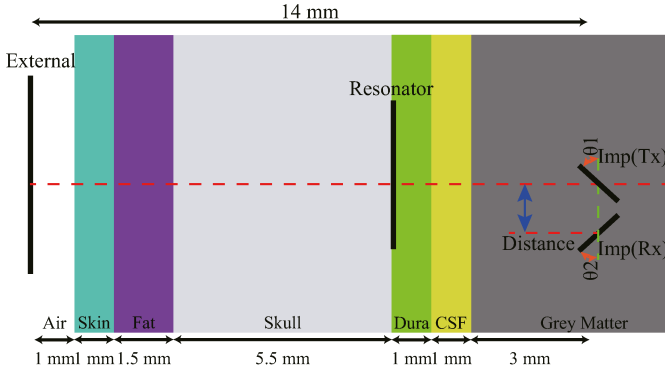 14 mm
External
Resonator
θ1
Imp(Tx)
Distance
Imp(Rx)
θ2
Air Skin Fat Skull Dura CSF Grey Matter
1 mm 1 mm 1.5 mm 5.5 mm 1 mm 1 mm 3 mm